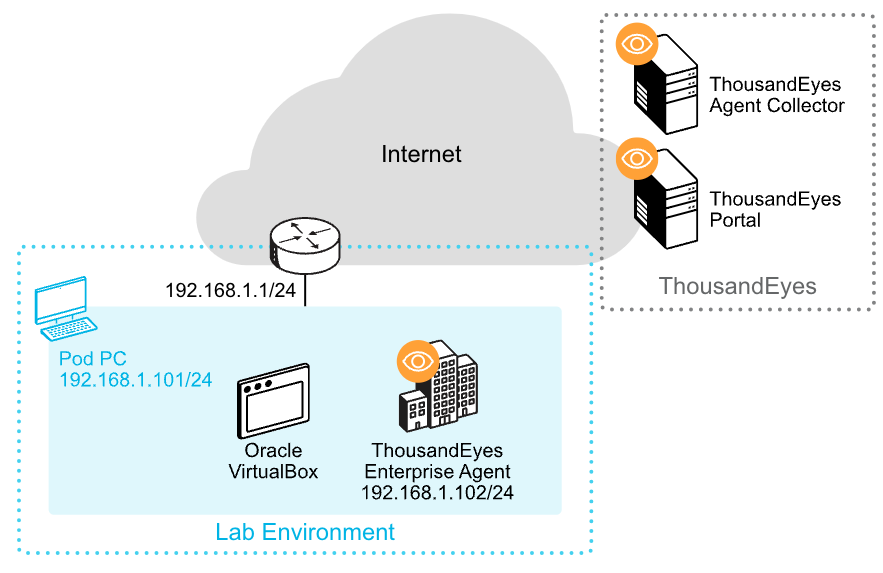 ThousandEyes
Agent Collector
Internet
ThousandEyes
Portal
ThousandEyes
192.168.1.1/24
Pod PC
192.168.1.101/24
Oracle
VirtualBox
ThousandEyes
Enterprise Agent
192.168.1.102/24
Lab Environment